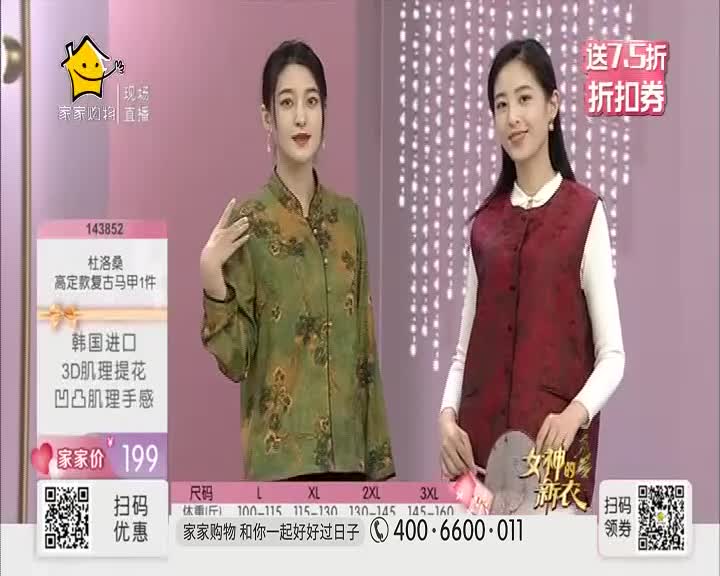 家家购物
现场
直播
送7.5折
折扣券
143852
杜洛桑
高定款复古马甲1件
韩国进口
3D肌理提花
凹凸肌理手感
家家价
¥199
女神的
新衣
尺码 L XL 2XL 3XL
体重(斤) 100-115 115-130 130-145 145-160
扫码
优惠
家家购物 和你一起好好过日子
400·6600·011
扫码
领券